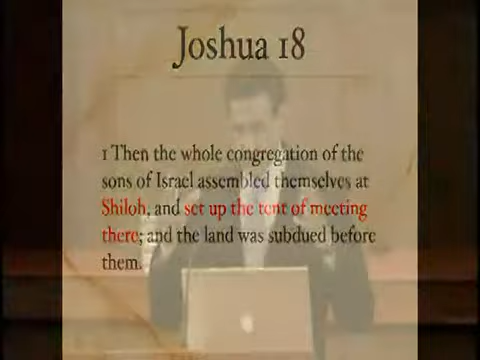 Joshua 18
1 Then the whole congregation of the
sons of Israel assembled themselves at
Shiloh, and set up the tent of meeting
there; and the land was subdued before
them.